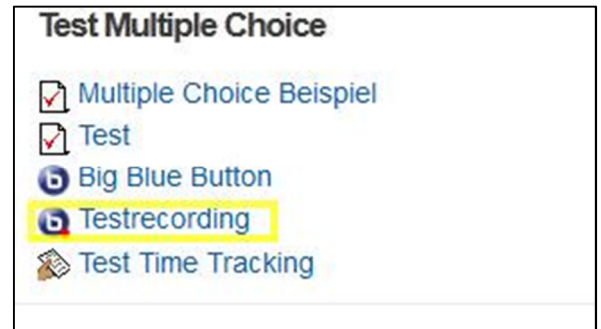 Test Multiple Choice
Multiple Choice Beispiel
Test
Big Blue Button
Testrecording
Test Time Tracking